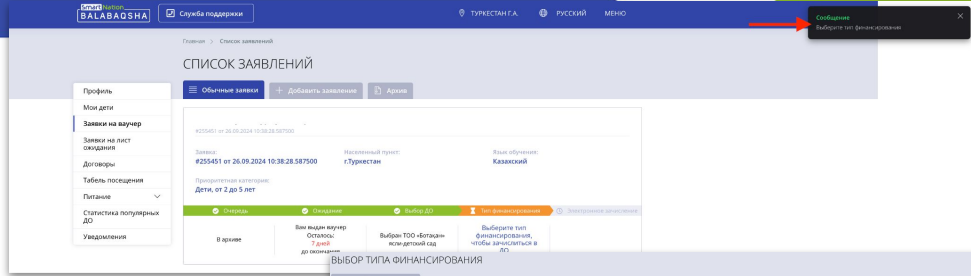 Smart Nation
BALABAQSHA
Служба поддержки
ТУРКЕСТАН Г.А.
РУССКИЙ
МЕНЮ
Сообщение
Выберите тип финансирования
Главная > Список заявлений
СПИСОК ЗАЯВЛЕНИЙ
Обычные заявки
Добавить заявление
Архив
Профиль
Мои дети
Заявки на ваучер
Заявки на лист
ожидания
Договоры
Табель посещения
Питание
Статистика популярных
ДО
Уведомления
#255451 от 26.09.2024 10:38:28.587500
Заявка:
#255451 от 26.09.2024 10:38:28.587500
Населенный пункт:
г.Туркестан
Язык обучения:
Казахский
Приоритетная категория:
Дети, от 2 до 5 лет
Очередь
Ожидание
Выбор ДО
Тип финансирования
Электронное зачисление
В архиве
Вам выдан ваучер
Осталось:
7 дней
до окончания
Выбран ТОО «Ботақан»
ясли-детский сад
Выберите тип
финансирования,
чтобы зачислиться в
ДО
ВЫБОР ТИПА ФИНАНСИРОВАНИЯ